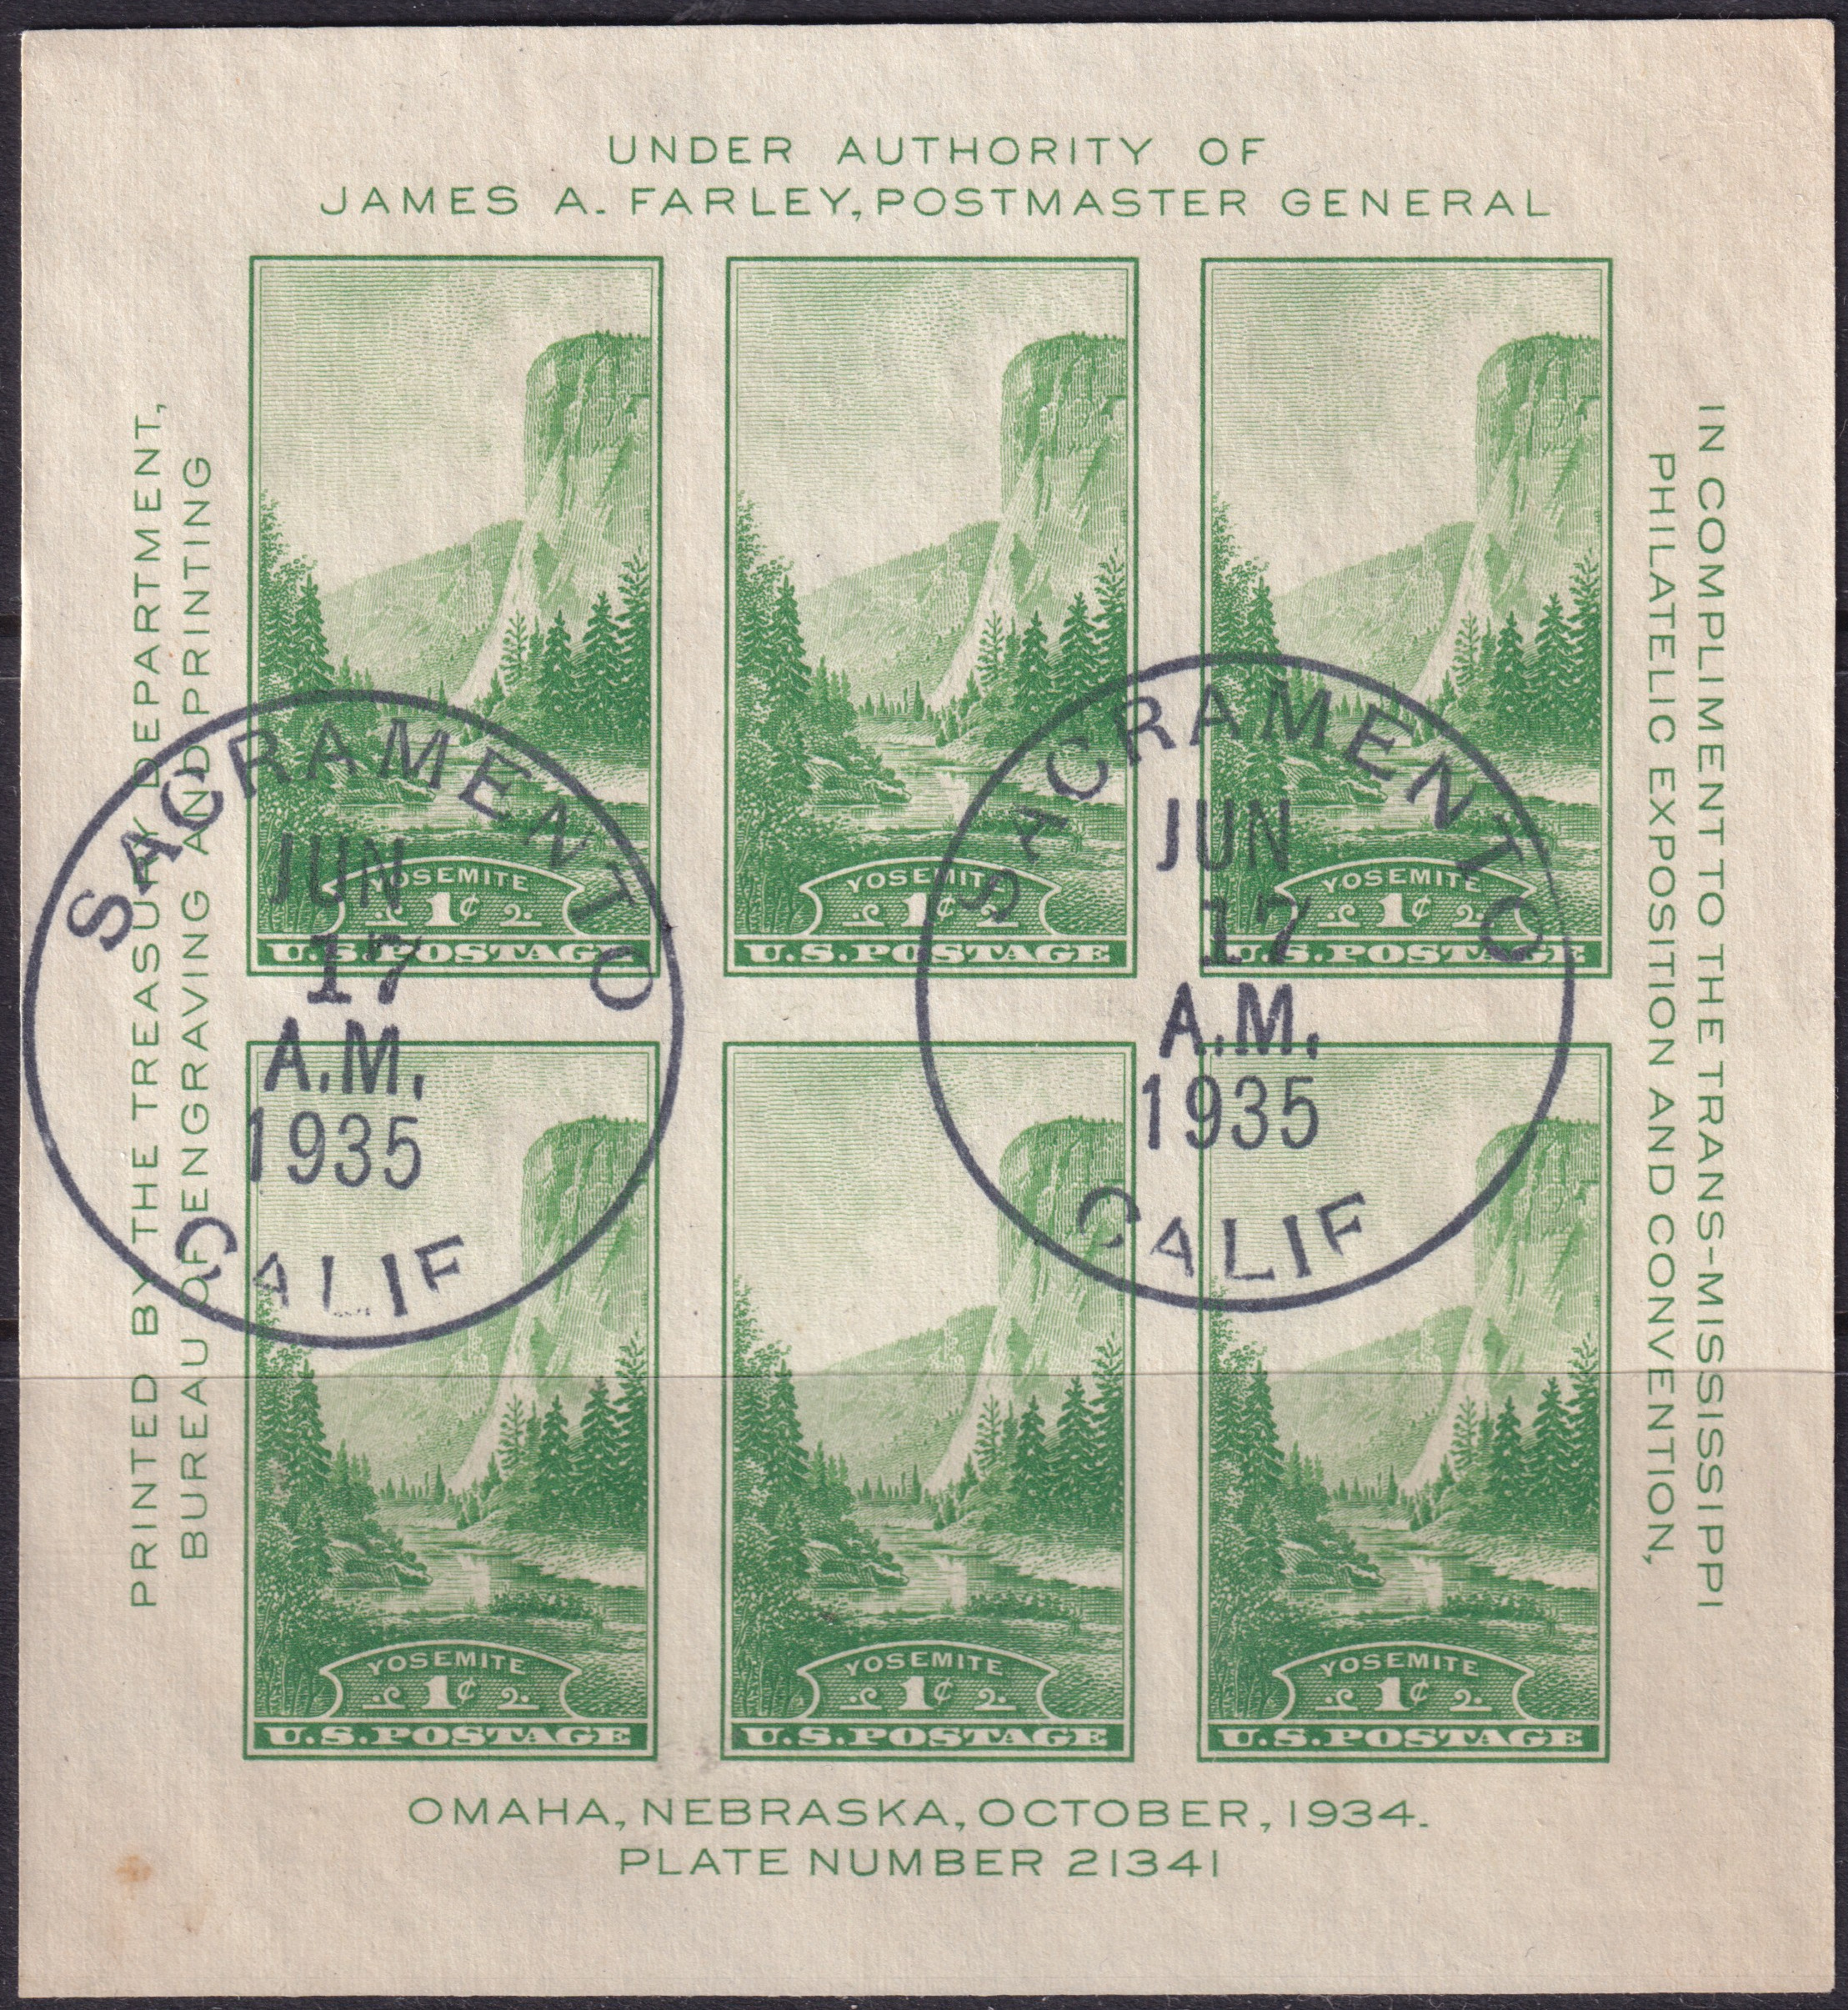 UNDER AUTHORITY OF
JAMES A. FARLEY, POSTMASTER GENERAL
PRINTED BY THE TREASURY DEPARTMENT,
BUREAU OF ENGRAVING AND PRINTING
IN COMPLIMENT TO THE TRANS-MISSISSIPPI
PHILATELIC EXPOSITION AND CONVENTION,
YOSEMITE
1¢
U.S.POSTAGE
YOSEMITE
1¢
U.S.POSTAGE
YOSEMITE
1¢
U.S.POSTAGE
SACRAMENTO
JUN
17
A.M.
1935
CALIF
SACRAMENTO
JUN
17
A.M.
1935
CALIF
YOSEMITE
1¢
U.S.POSTAGE
YOSEMITE
1¢
U.S.POSTAGE
YOSEMITE
1¢
U.S.POSTAGE
OMAHA, NEBRASKA, OCTOBER, 1934.
PLATE NUMBER 21341